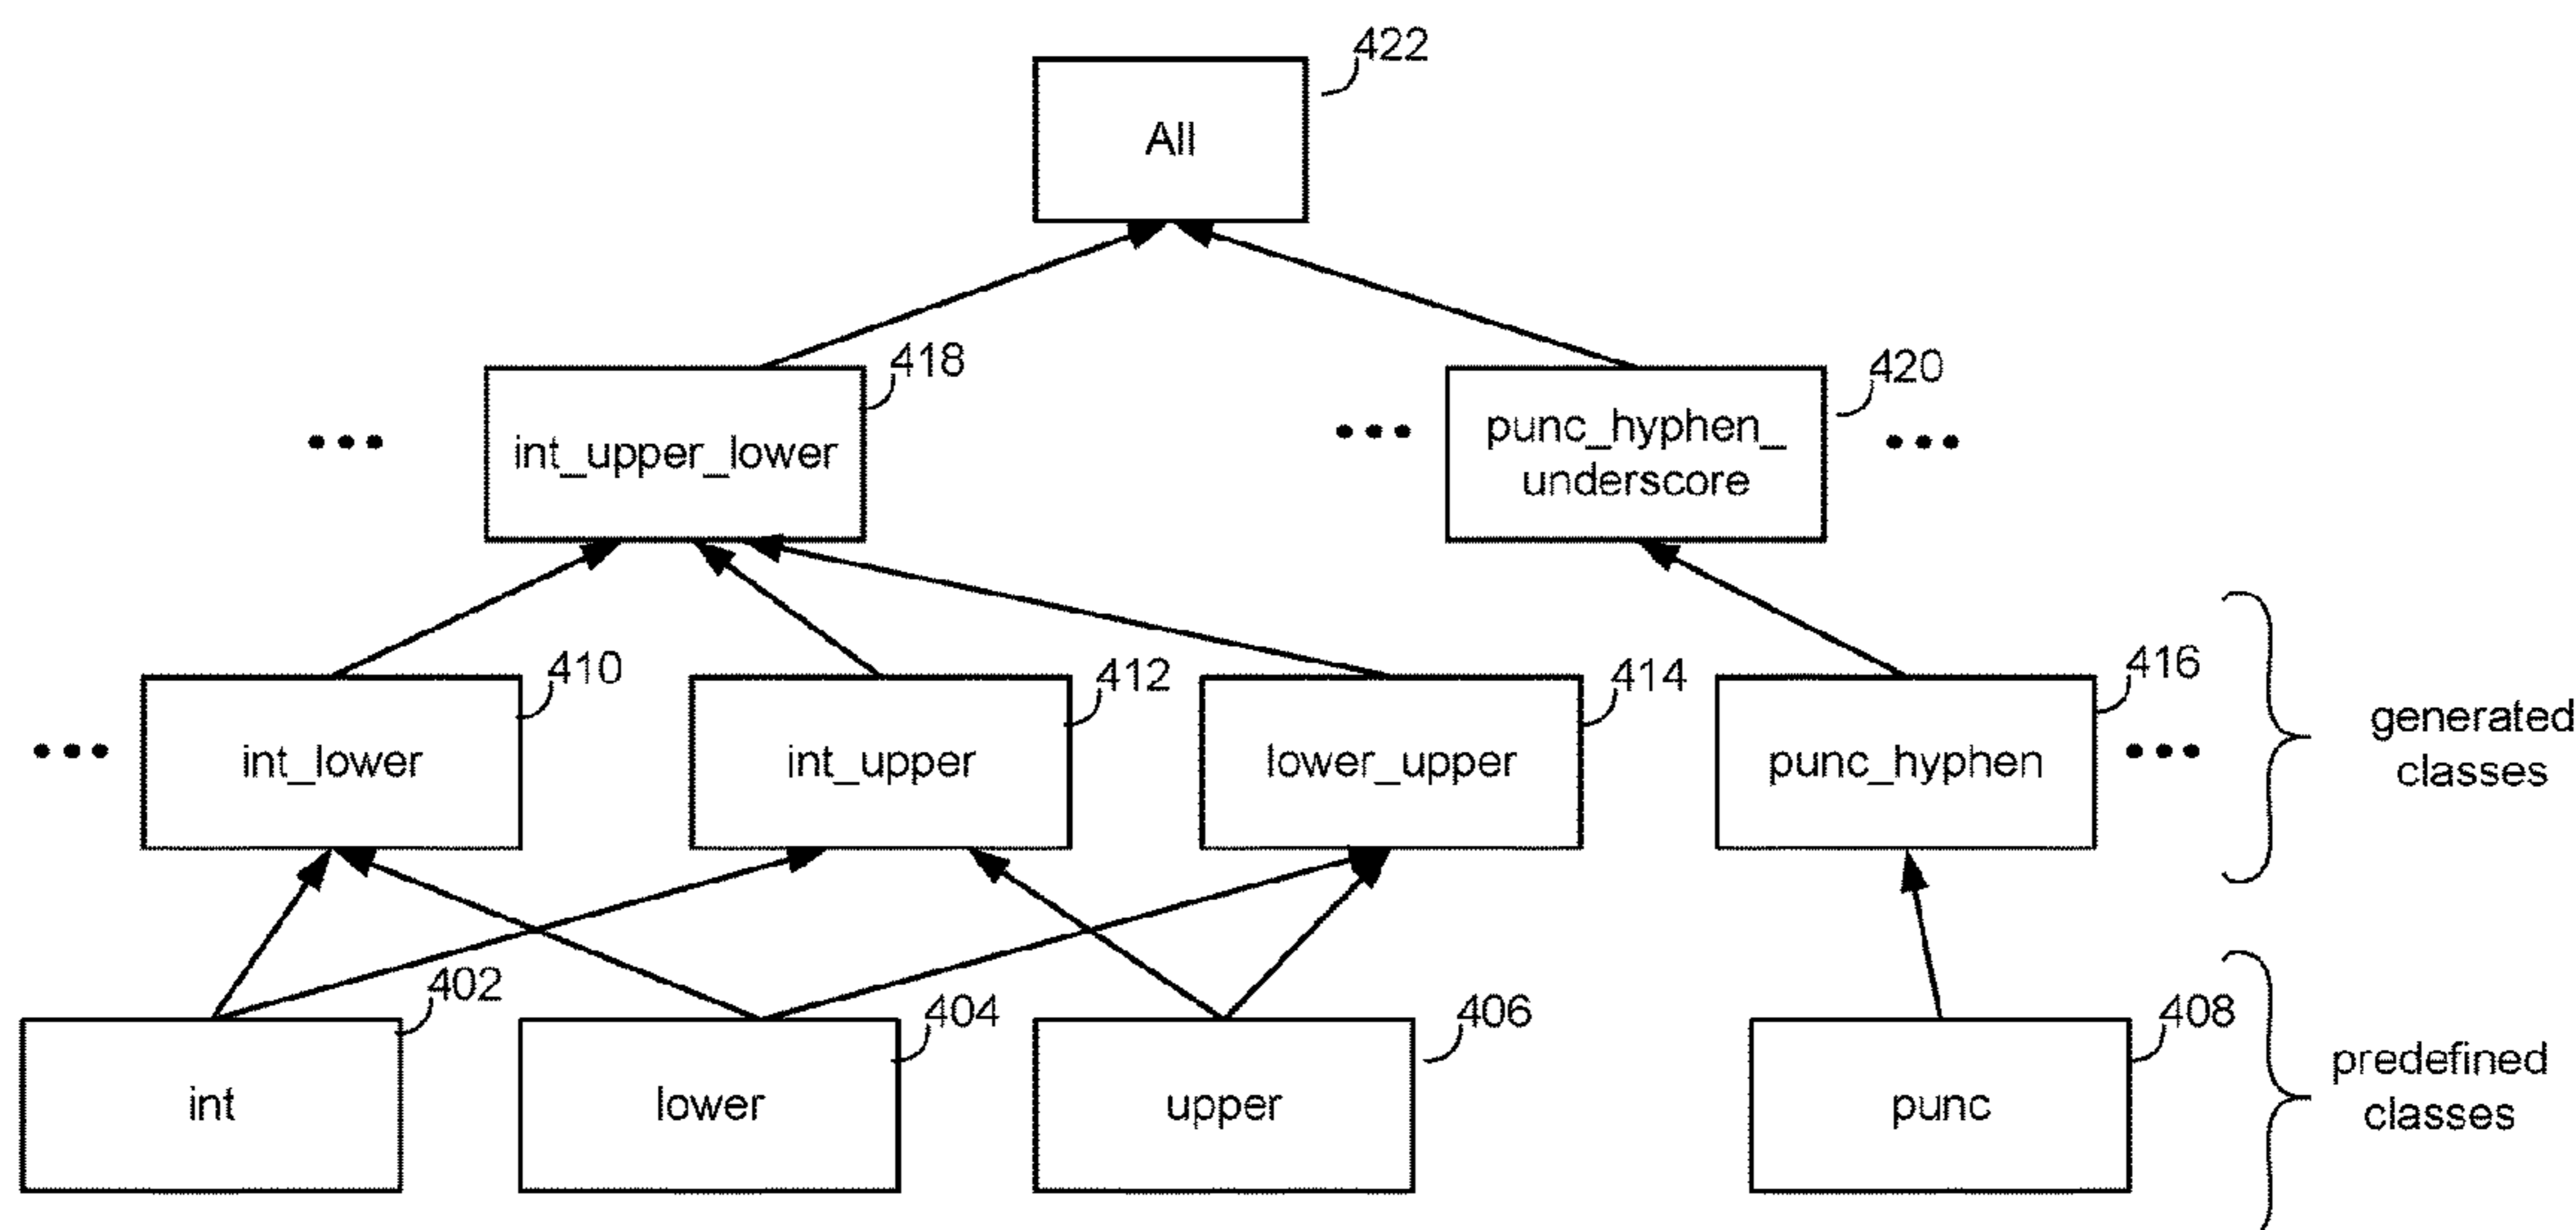 422
All
418
int_upper_lower
420
punc_hyphen_
underscore
410
int_lower
412
int_upper
414
lower_upper
416
punc_hyphen
generated
classes
402
int
404
lower
406
upper
408
punc
predefined
classes